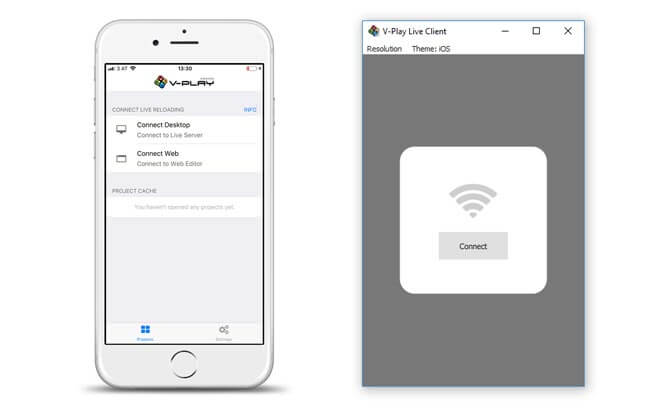 3 AT
13:30
V-PLAY
CONNECT LIVE RELOADING
INFO
Connect Desktop
Connect to Live Server
Connect Web
Connect to Web Editor
PROJECT CACHE
You haven't opened any projects yet.
Projects
Settings
V-Play Live Client
Resolution Theme: iOS
Connect